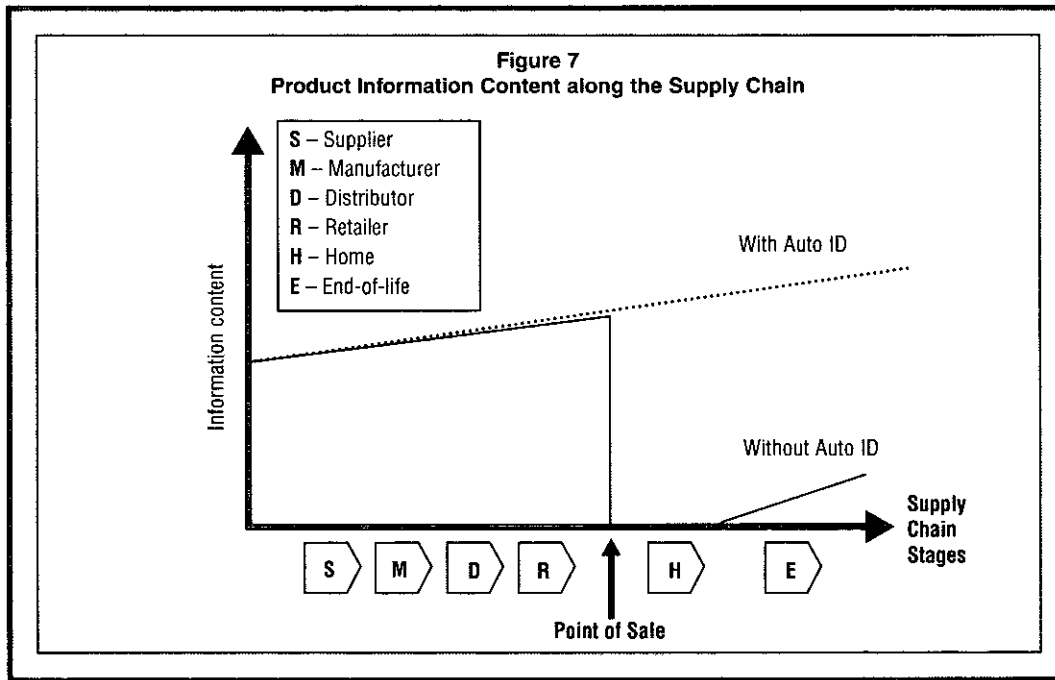 Figure 7
Product Information Content along the Supply Chain
S – Supplier
M – Manufacturer
D – Distributor
R – Retailer
H – Home
E – End-of-life
Information content
With Auto ID
Without Auto ID
Supply
Chain
Stages
S M D R H E
Point of Sale